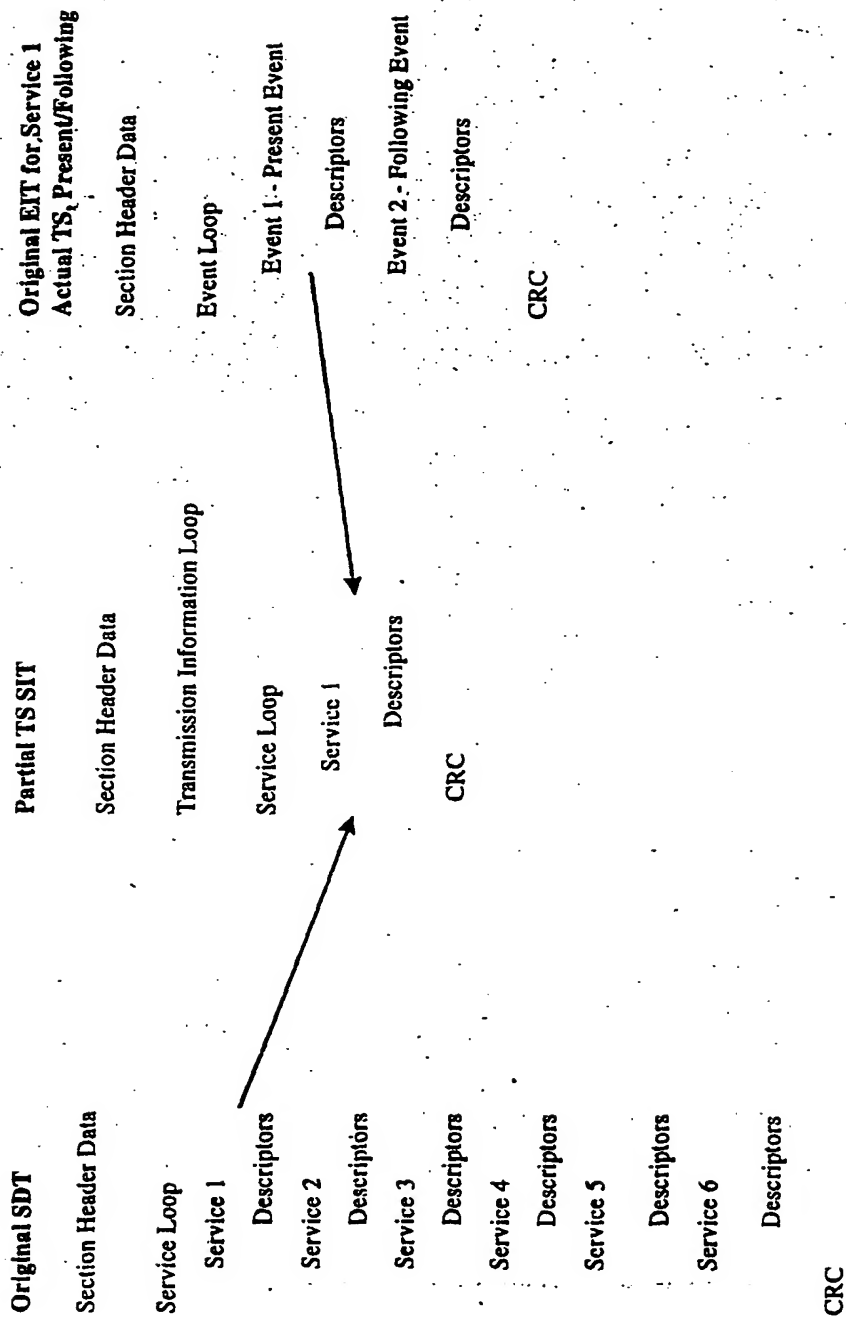 Original SDT
Section Header Data
Service Loop
Service 1
Descriptors
Service 2
Descriptors
Service 3
Descriptors
Service 4
Descriptors
Service 5
Descriptors
Service 6
Descriptors
CRC
Partial TS SIT
Section Header Data
Transmission Information Loop
Service Loop
Service 1
Descriptors
CRC
Original EIT for Service 1
Actual TS, Present/Following
Section Header Data
Event Loop
Event 1 - Present Event
Descriptors
Event 2 - Following Event
Descriptors
CRC